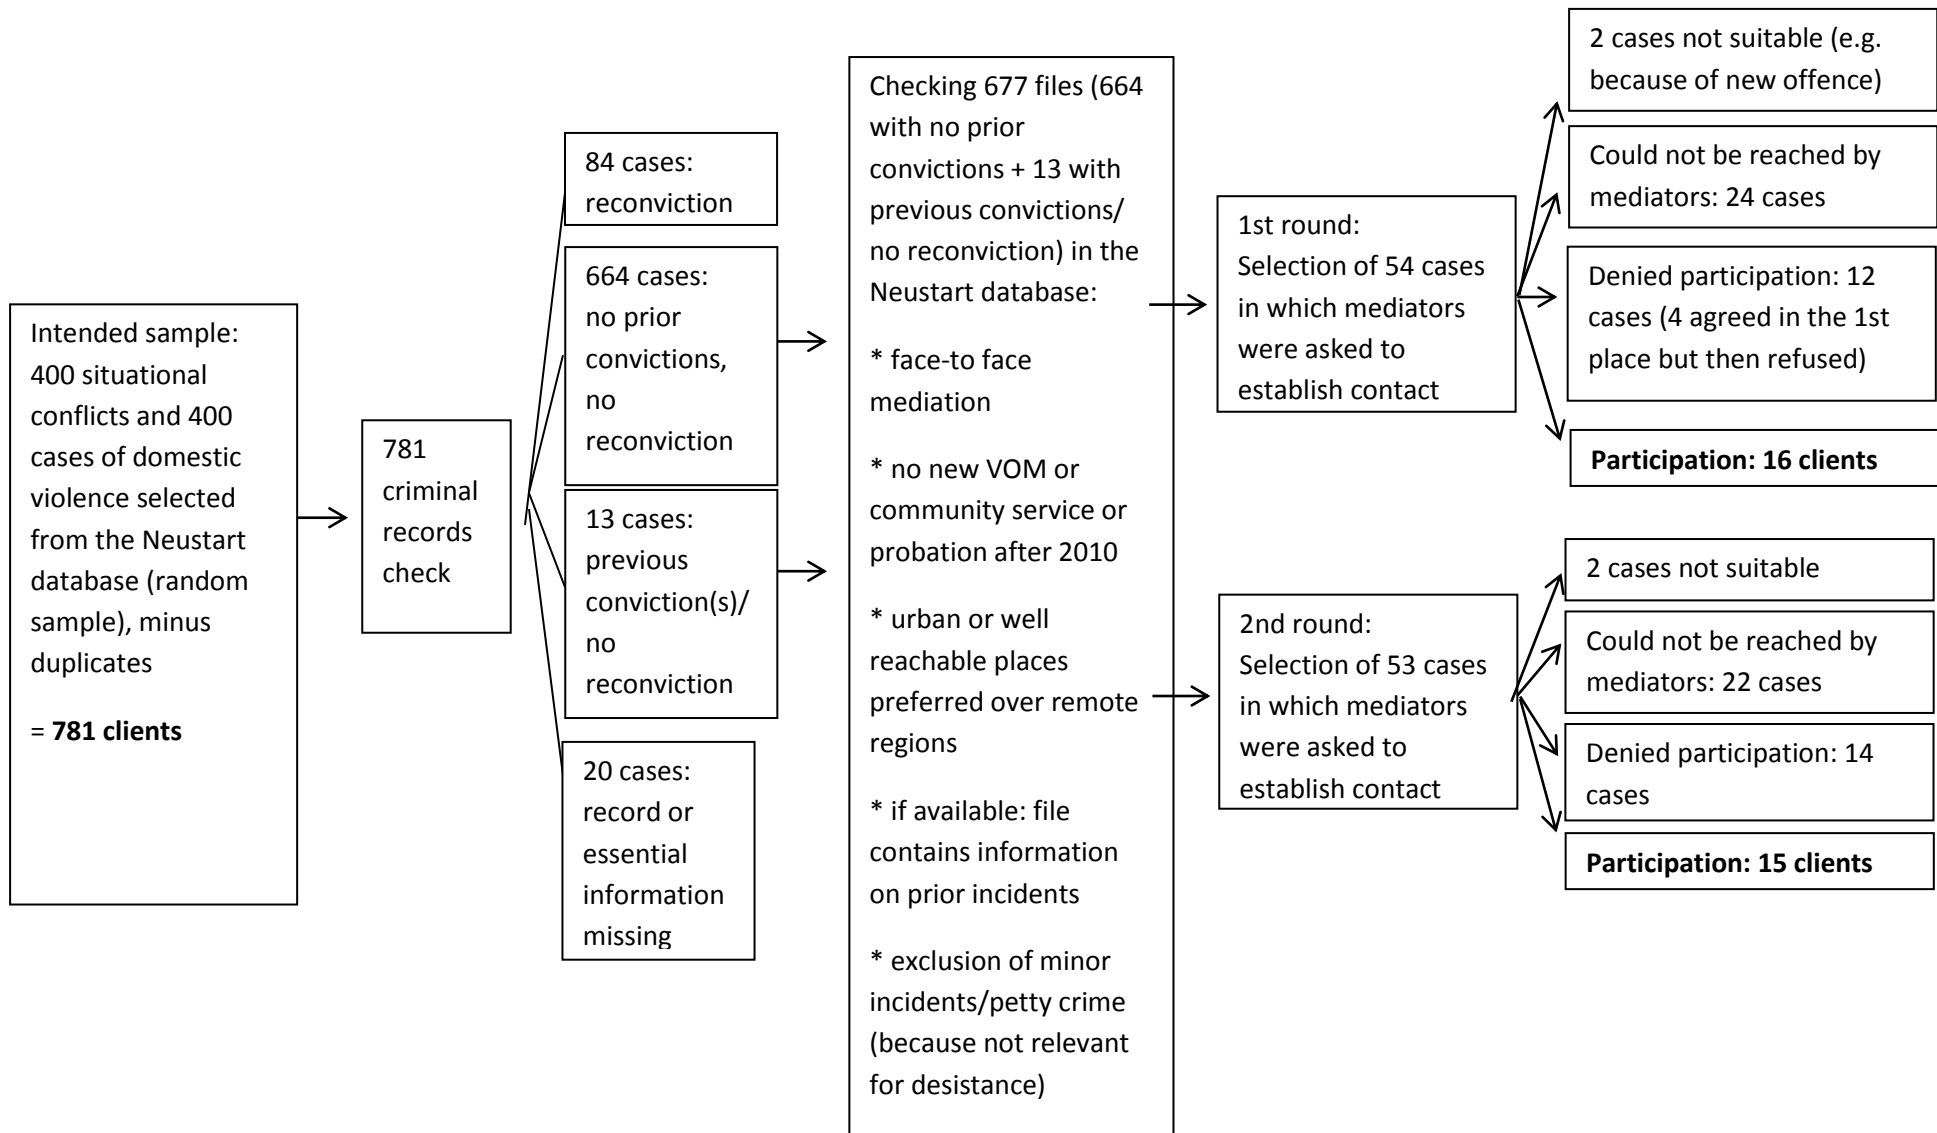 Intended sample:
400 situational
conflicts and 400
cases of domestic
violence selected
from the Neustart
database (random
sample), minus
duplicates
= 781 clients
781
criminal
records
check
84 cases:
reconviction
664 cases:
no prior
convictions,
no
reconviction
13 cases:
previous
conviction(s)/
no
reconviction
20 cases:
record or
essential
information
missing
Checking 677 files (664
with no prior
convictions + 13 with
previous convictions/
no reconviction) in the
Neustart database:
* face-to face
mediation
* no new VOM or
community service or
probation after 2010
* urban or well
reachable places
preferred over remote
regions
* if available: file
contains information
on prior incidents
* exclusion of minor
incidents/petty crime
(because not relevant
for desistance)
1st round:
Selection of 54 cases
in which mediators
were asked to
establish contact
2 cases not suitable (e.g.
because of new offence)
Could not be reached by
mediators: 24 cases
Denied participation: 12
cases (4 agreed in the 1st
place but then refused)
Participation: 16 clients
2nd round:
Selection of 53 cases
in which mediators
were asked to
establish contact
2 cases not suitable
Could not be reached by
mediators: 22 cases
Denied participation: 14
cases
Participation: 15 clients